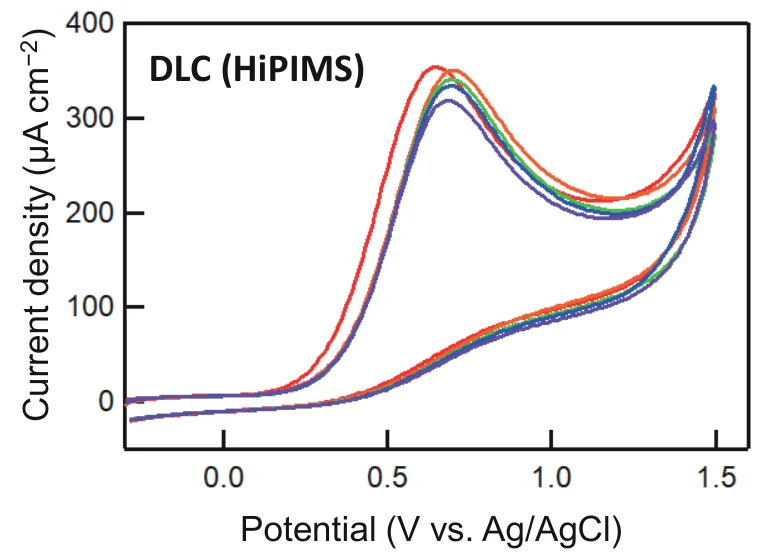 DLC (HiPIMS)
400
300
200
100
0
Current density (μA cm⁻²)
0.0 0.5 1.0 1.5
Potential (V vs. Ag/AgCl)